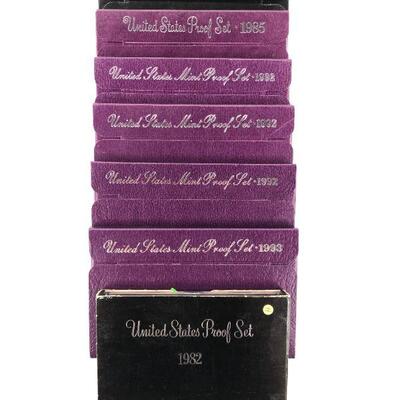 United States Proof Set · 1985
United States Mint Proof Set · 1992
United States Mint Proof Set · 1992
United States Mint Proof Set · 1992
United States Mint Proof Set · 1993
United States Proof Set
1982